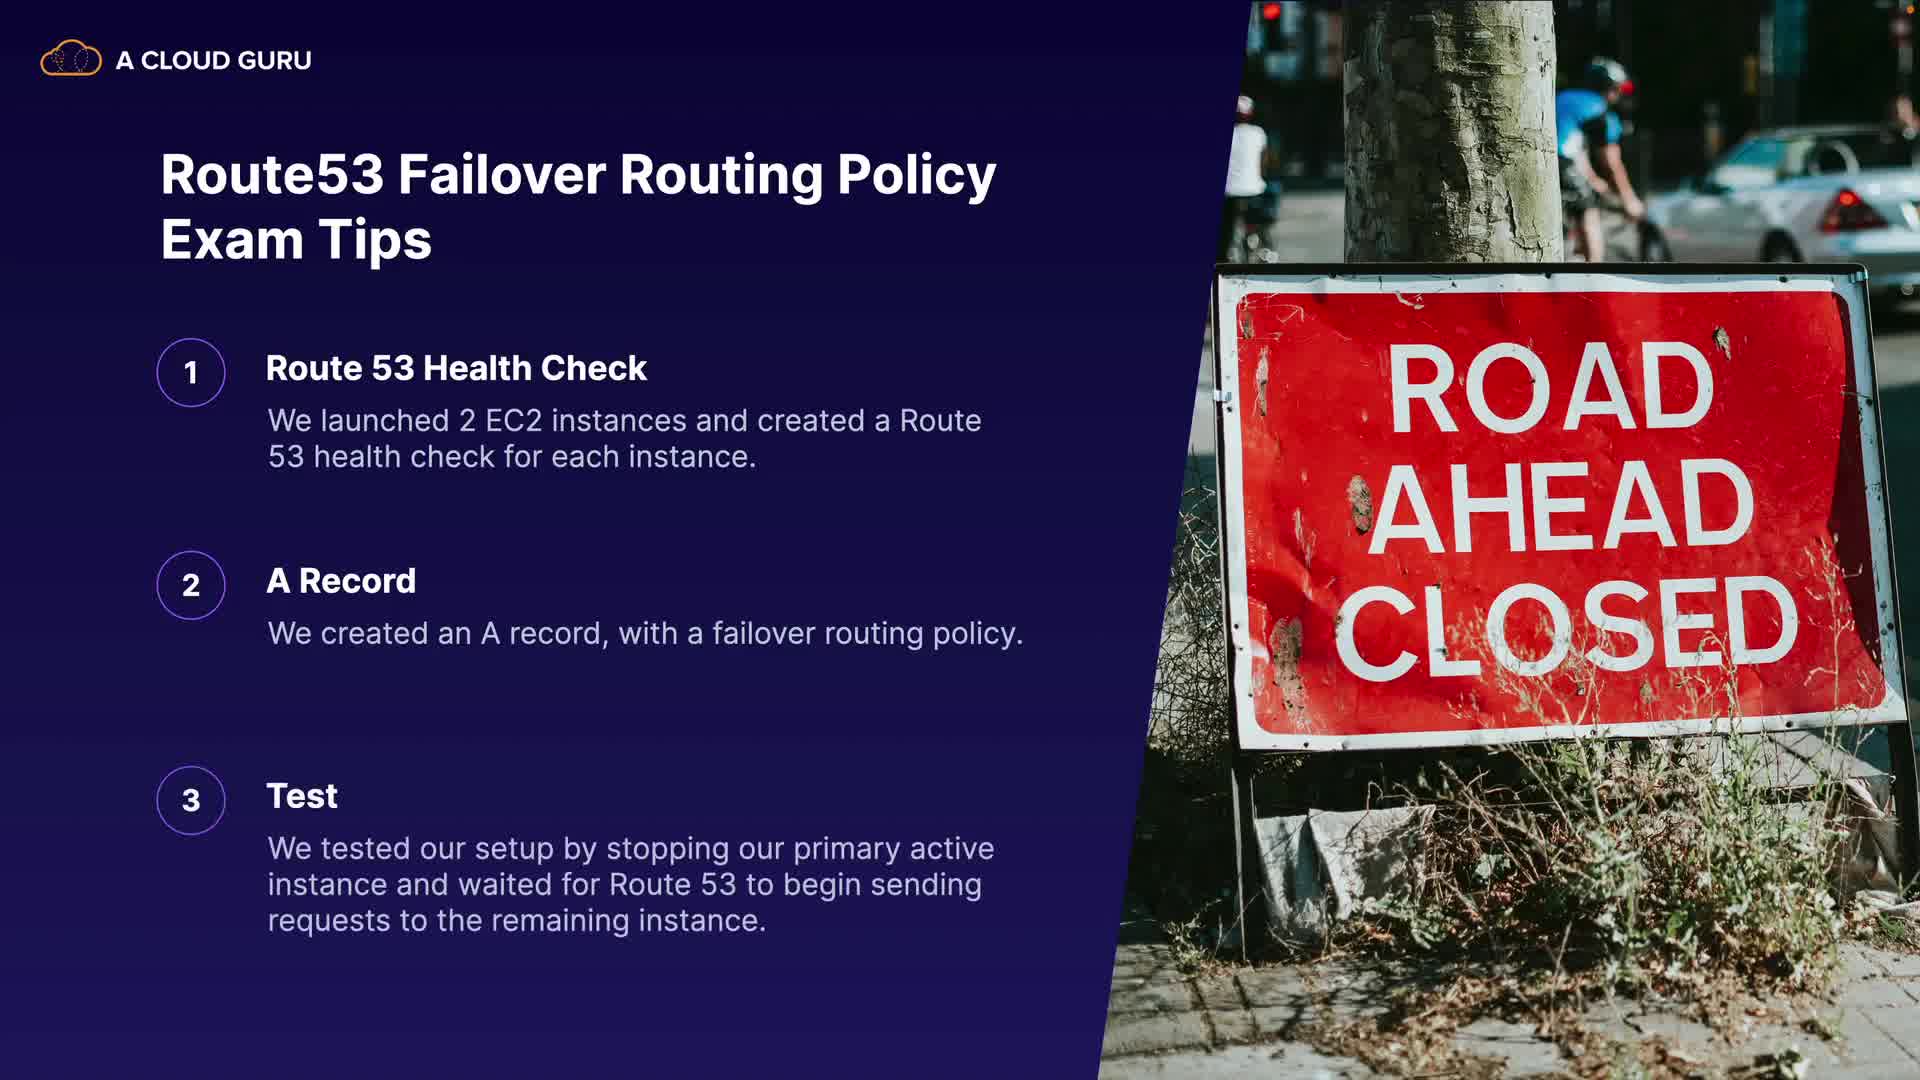 A CLOUD GURU
Route53 Failover Routing Policy
Exam Tips
1
Route 53 Health Check
We launched 2 EC2 instances and created a Route
53 health check for each instance.
2
A Record
We created an A record, with a failover routing policy.
3
Test
We tested our setup by stopping our primary active
instance and waited for Route 53 to begin sending
requests to the remaining instance.
ROAD
AHEAD
CLOSED